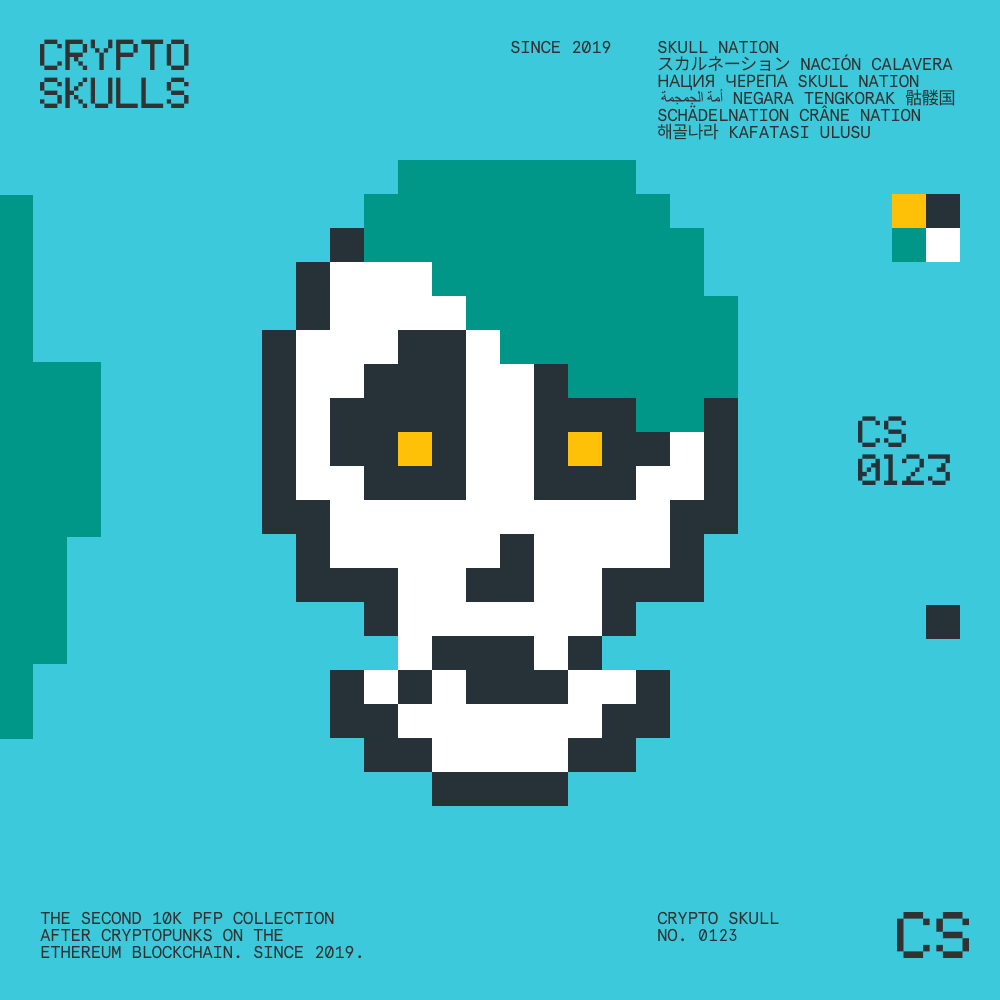 CRYPTO
SKULLS
SINCE 2019
SKULL NATION
スカルネーション NACIÓN CALAVERA
НАЦИЯ ЧЕРЕПА SKULL NATION
أمة الجمجمة NEGARA TENGKORAK 骷髅国
SCHÄDELNATION CRÂNE NATION
해골나라 KAFATASI ULUSU
CS
0123
THE SECOND 10K PFP COLLECTION
AFTER CRYPTOPUNKS ON THE
ETHEREUM BLOCKCHAIN. SINCE 2019.
CRYPTO SKULL
NO. 0123
CS